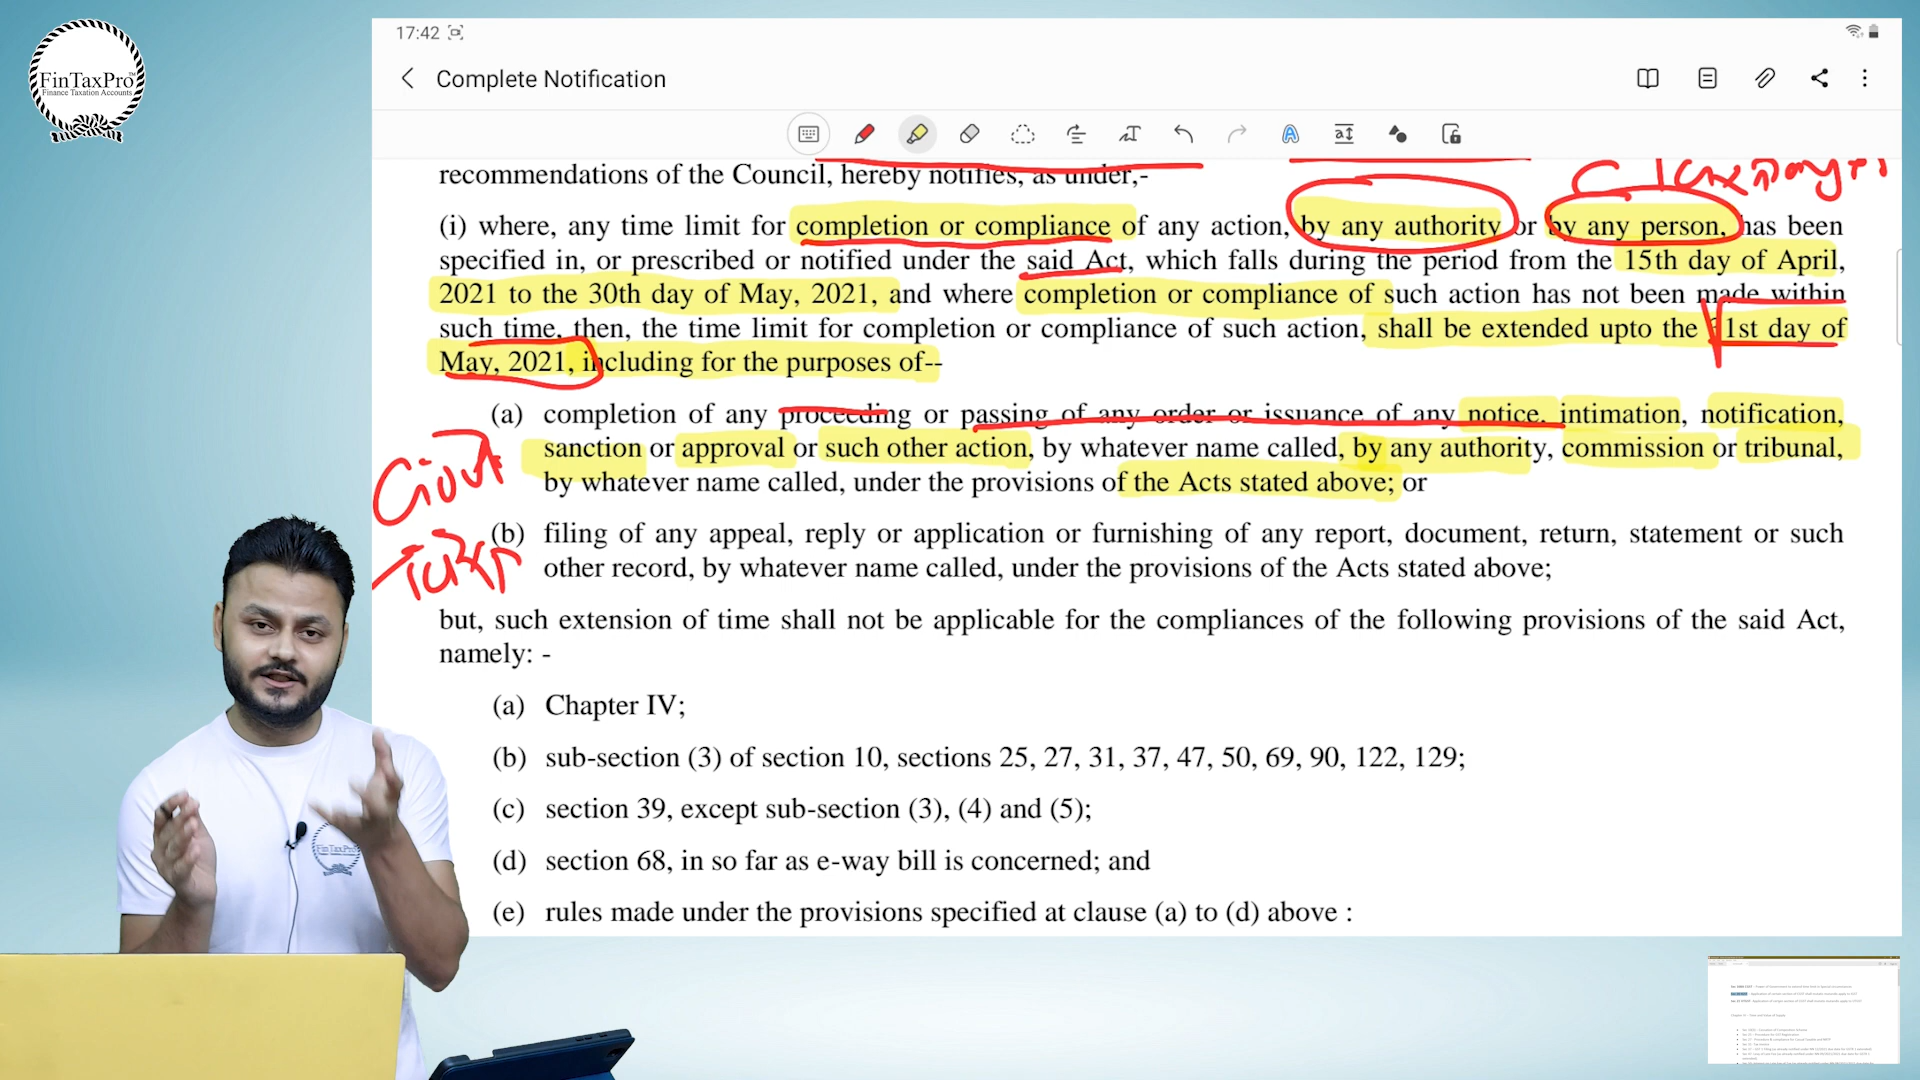 FinTaxPro
Finance Taxation Accounts
17:42
Complete Notification
recommendations of the Council, hereby notifies, as under,-
(i) where, any time limit for completion or compliance of any action, by any authority or by any person, has been
specified in, or prescribed or notified under the said Act, which falls during the period from the 15th day of April,
2021 to the 30th day of May, 2021, and where completion or compliance of such action has not been made within
such time, then, the time limit for completion or compliance of such action, shall be extended upto the 31st day of
May, 2021, including for the purposes of--
(a) completion of any proceeding or passing of any order or issuance of any notice, intimation, notification,
sanction or approval or such other action, by whatever name called, by any authority, commission or tribunal,
by whatever name called, under the provisions of the Acts stated above; or
Govt
(b) filing of any appeal, reply or application or furnishing of any report, document, return, statement or such
other record, by whatever name called, under the provisions of the Acts stated above;
but, such extension of time shall not be applicable for the compliances of the following provisions of the said Act,
namely: -
(a) Chapter IV;
(b) sub-section (3) of section 10, sections 25, 27, 31, 37, 47, 50, 69, 90, 122, 129;
(c) section 39, except sub-section (3), (4) and (5);
(d) section 68, in so far as e-way bill is concerned; and
(e) rules made under the provisions specified at clause (a) to (d) above :
FinTaxPro